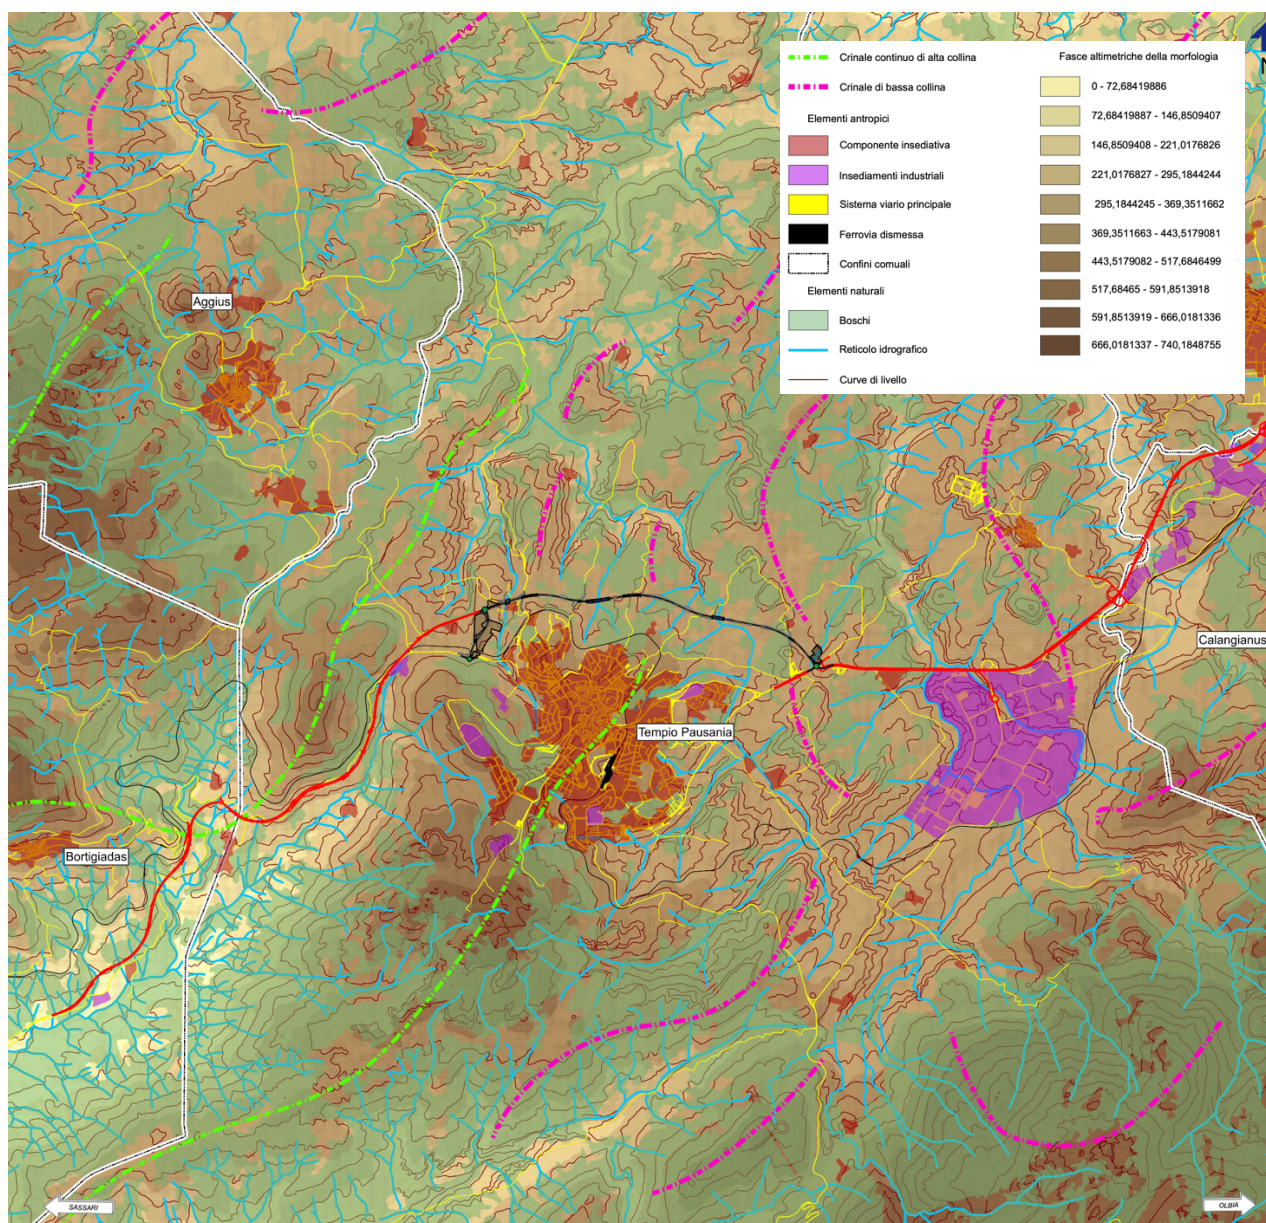 Crinale continuo di alta collina
Crinale di bassa collina
Elementi antropici
Componente insediativa
Insediamenti industriali
Sistema viario principale
Ferrovia dismessa
Confini comuali
Elementi naturali
Boschi
Reticolo idrografico
Curve di livello
Fasce altimetriche della morfologia
0 - 72,68419886
72,68419887 - 146,8509407
146,8509408 - 221,0176826
221,0176827 - 295,1844244
295,1844245 - 369,3511662
369,3511663 - 443,5179081
443,5179082 - 517,6846499
517,68465 - 591,8513918
591,8513919 - 666,0181336
666,0181337 - 740,1848755
N
Aggius
Calangianus
Tempio Pausania
Bortigiadas
SASSARI
OLBIA